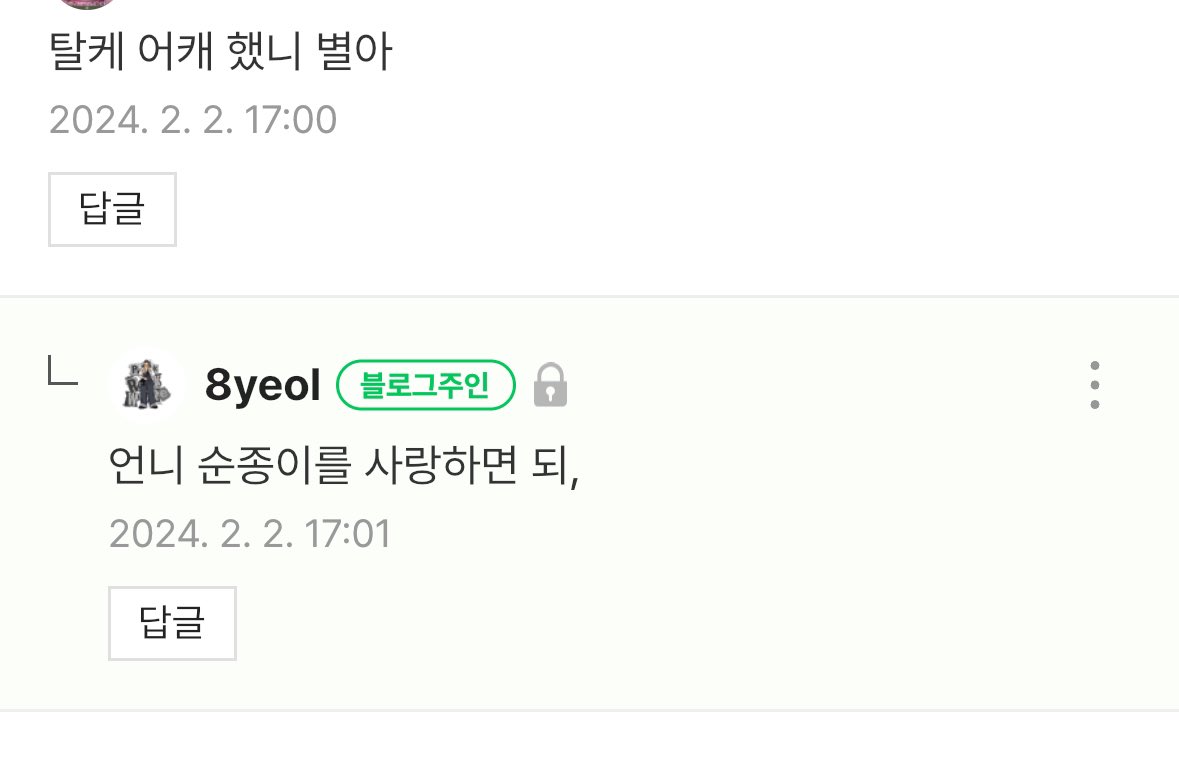 탈케 어캐 했니 별아
2024. 2. 2. 17:00
답글
8yeol 블로그주인
언니 순종이를 사랑하면 되,
2024. 2. 2. 17:01
답글